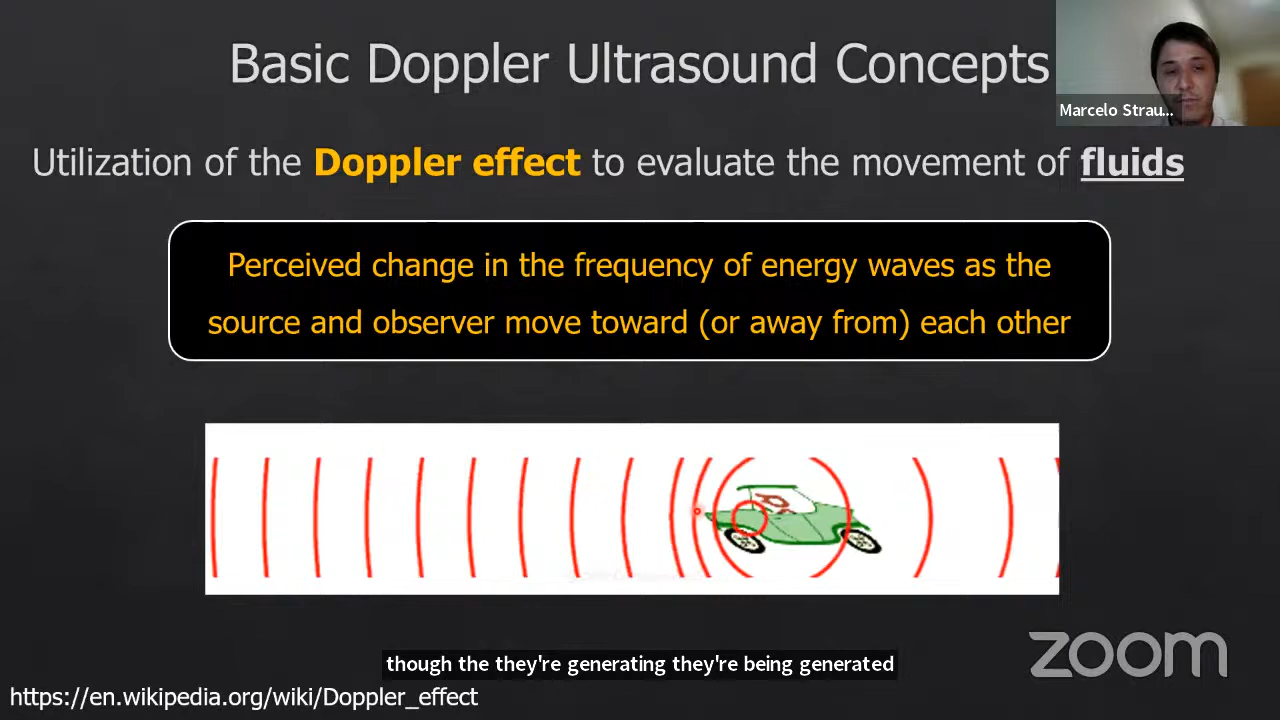 Basic Doppler Ultrasound Concepts
Marcelo Strau...
Utilization of the Doppler effect to evaluate the movement of fluids
Perceived change in the frequency of energy waves as the
source and observer move toward (or away from) each other
zoom
though the they're generating they're being generated
https://en.wikipedia.org/wiki/Doppler_effect